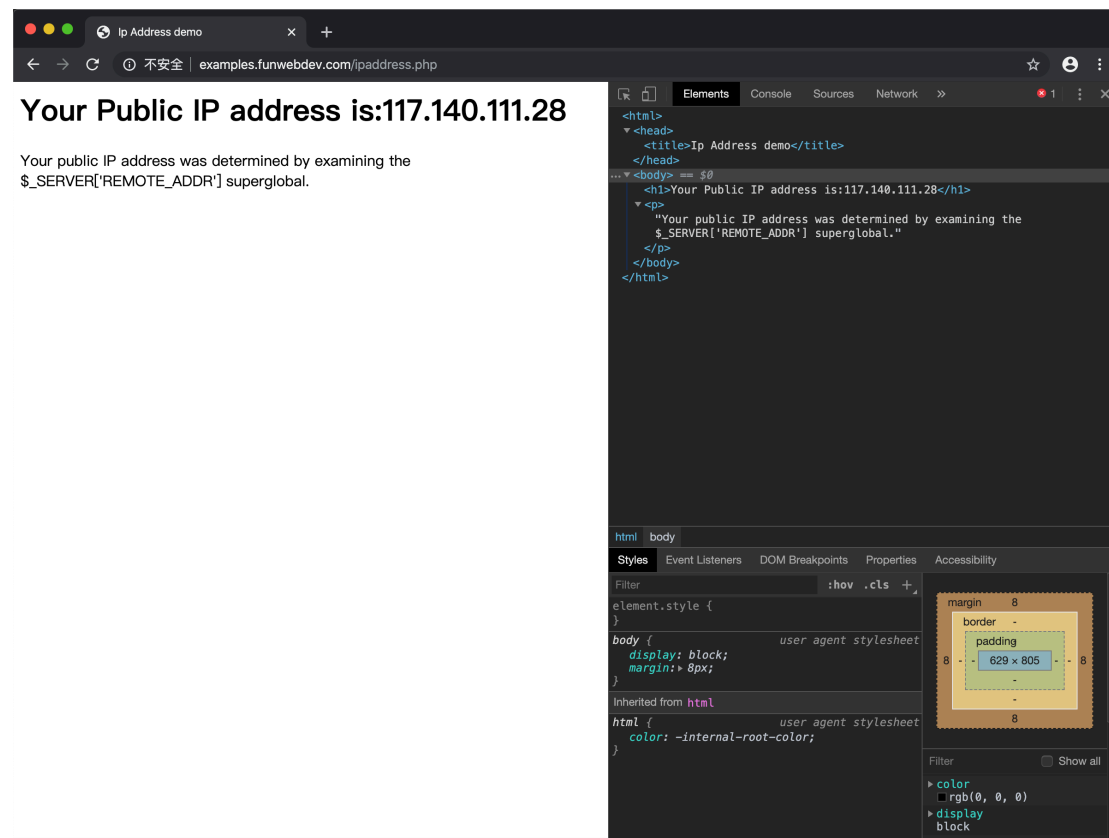 Ip Address demo
不安全 examples.funwebdev.com/ipaddress.php
Your Public IP address is:117.140.111.28
Your public IP address was determined by examining the
$_SERVER['REMOTE_ADDR'] superglobal.
Elements Console Sources Network » 1
<html>
<head>
<title>Ip Address demo</title>
</head>
... <body> == $0
<h1>Your Public IP address is:117.140.111.28</h1>
<p>
"Your public IP address was determined by examining the
$_SERVER['REMOTE_ADDR'] superglobal."
</p>
</body>
</html>
html body
Styles Event Listeners DOM Breakpoints Properties Accessibility
Filter :hov .cls +
element.style {
}
body { user agent stylesheet
display: block;
margin: 8px;
}
Inherited from html
html { user agent stylesheet
color: -internal-root-color;
}
margin 8
border -
padding -
8 - - 629 × 805 - - 8
-
-
8
Filter Show all
color
rgb(0, 0, 0)
display
block